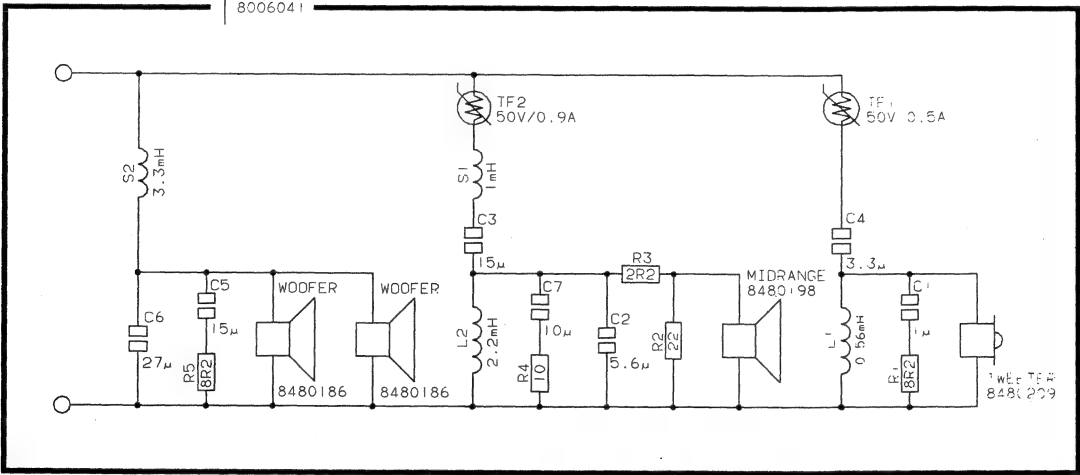 8006041
TF2
50V/0.9A
50V 0.5A
S2
3.3mH
S1
1mH
C3
15µ
C4
3.3µ
R3
2R2
MIDRANGE
8480198
WOOFER
WOOFER
C5
15µ
C6
27µ
R5
8R2
8480186
8480186
L2
2.2mH
C7
10µ
R4
10
C2
5.6µ
R2
22
0.56mH
8R2